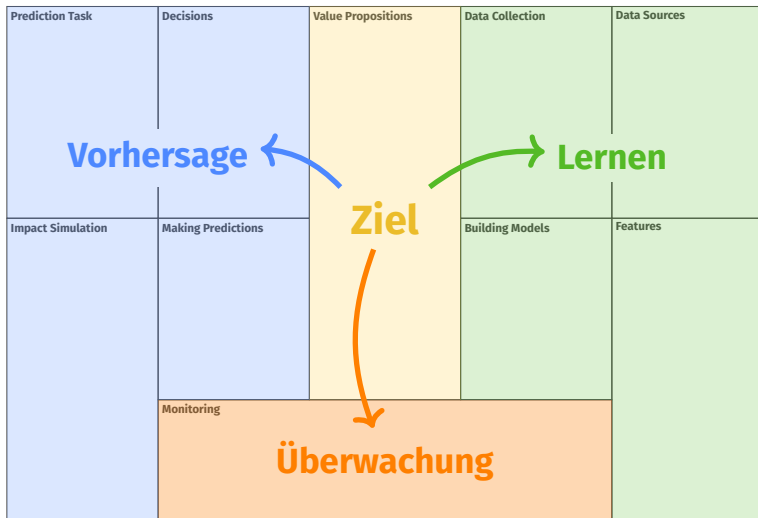 Prediction Task
Decisions
Value Propositions
Data Collection
Data Sources
Vorhersage
Lernen
Ziel
Impact Simulation
Making Predictions
Building Models
Features
Monitoring
Überwachung